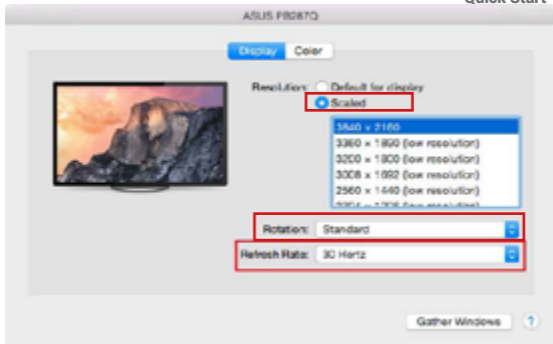 Quick Start
ASUS PB287Q
Display Color
Resolution: Default for display
Scaled
3840 × 2160
3360 × 1890 (low resolution)
3200 × 1800 (low resolution)
3008 × 1692 (low resolution)
2560 × 1440 (low resolution)
Rotation: Standard
Refresh Rate: 30 Hertz
Gather Windows ?